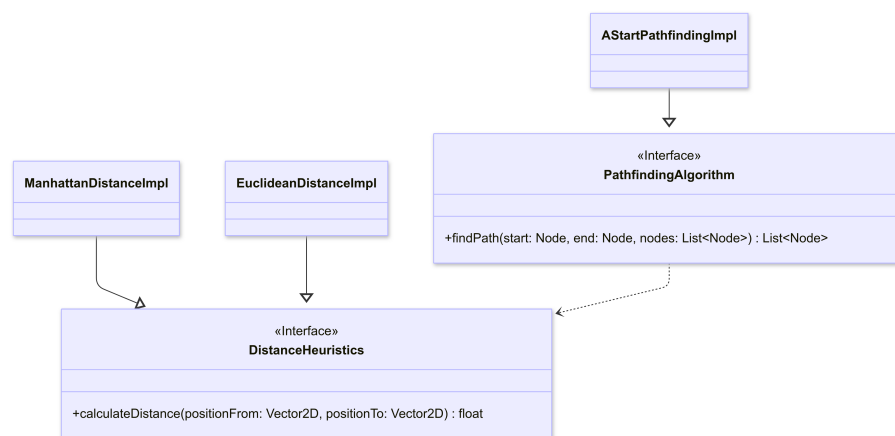 AStartPathfindingImpl
«Interface»
PathfindingAlgorithm
+findPath(start: Node, end: Node, nodes: List<Node>) : List<Node>
ManhattanDistanceImpl
EuclideanDistanceImpl
«Interface»
DistanceHeuristics
+calculateDistance(positionFrom: Vector2D, positionTo: Vector2D) : float